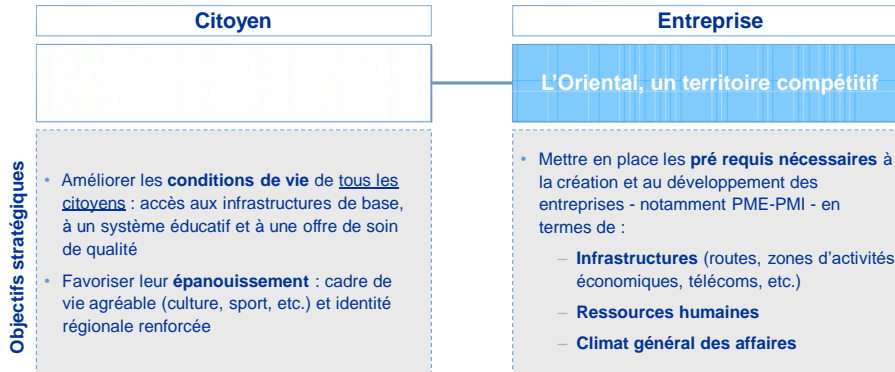 Citoyen
Entreprise
L'Oriental, un territoire compétitif
Objectifs stratégiques
• Améliorer les conditions de vie de tous les
citoyens : accès aux infrastructures de base,
à un système éducatif et à une offre de soin
de qualité
• Favoriser leur épanouissement : cadre de
vie agréable (culture, sport, etc.) et identité
régionale renforcée
• Mettre en place les pré requis nécessaires à
la création et au développement des
entreprises - notamment PME-PMI - en
termes de :
– Infrastructures (routes, zones d'activités
économiques, télécoms, etc.)
– Ressources humaines
– Climat général des affaires